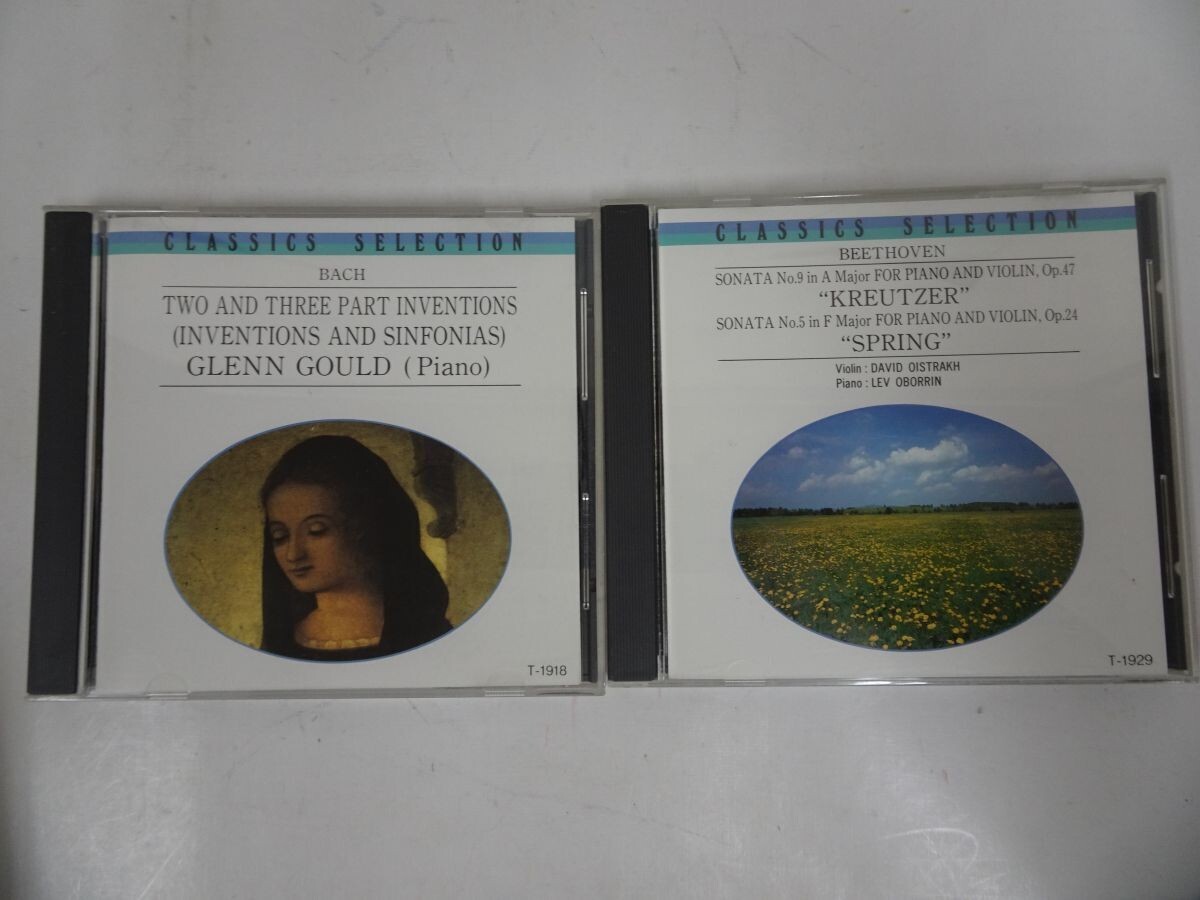 CLASSICS SELECTION
BACH
TWO AND THREE PART INVENTIONS
(INVENTIONS AND SINFONIAS)
GLENN GOULD (Piano)
T-1918
CLASSICS SELECTION
BEETHOVEN
SONATA No.9 in A Major FOR PIANO AND VIOLIN, Op.47
“KREUTZER”
SONATA No.5 in F Major FOR PIANO AND VIOLIN, Op.24
“SPRING”
Violin : DAVID OISTRAKH
Piano : LEV OBORRIN
T-1929